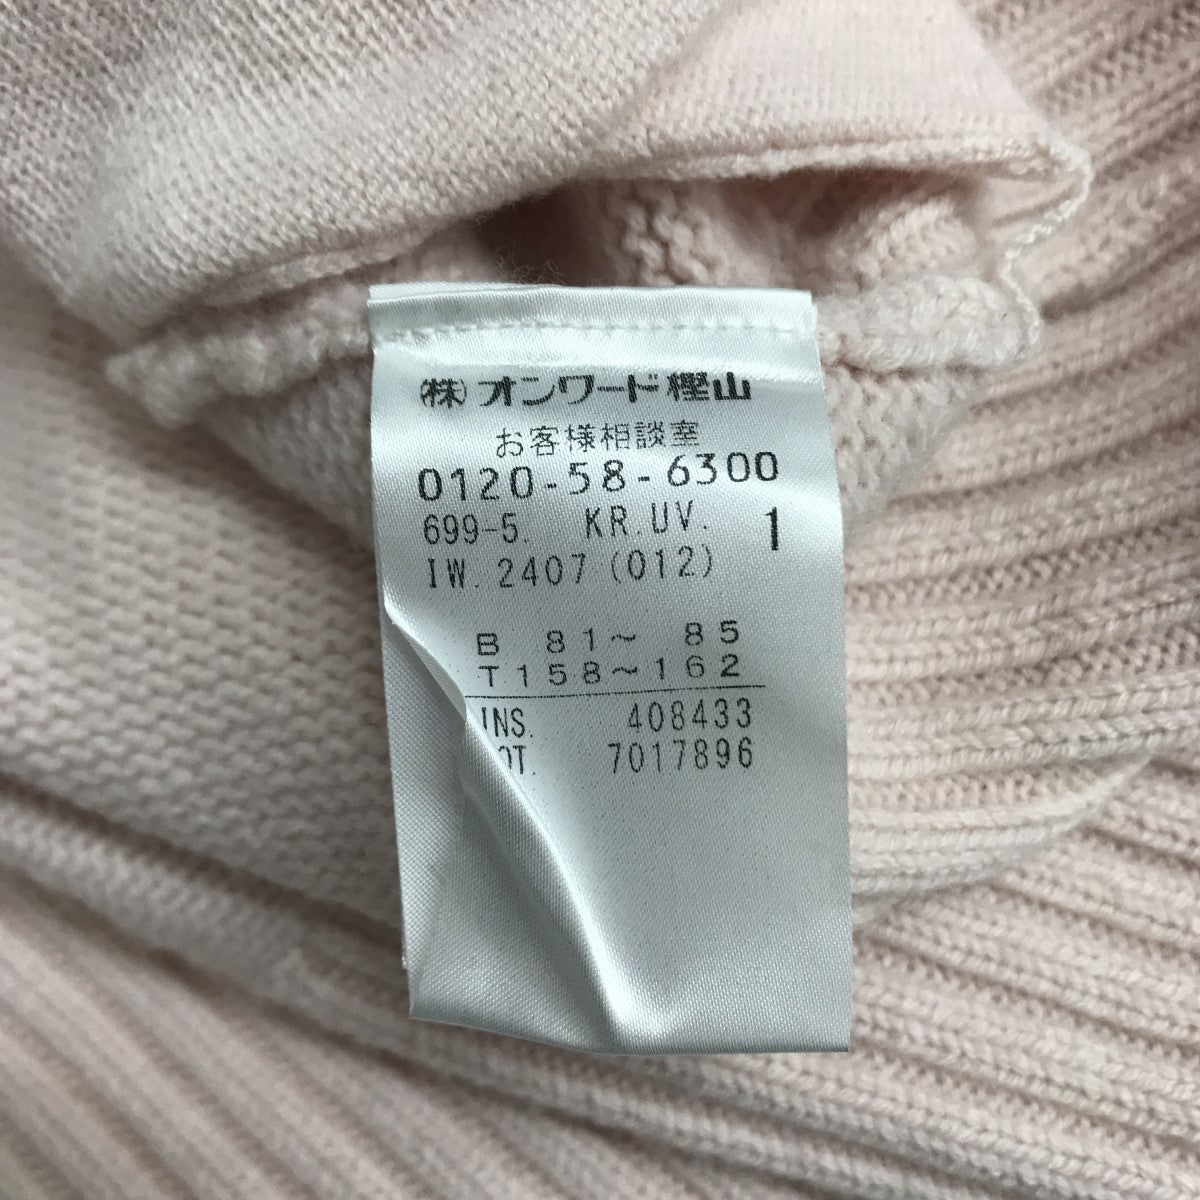 (株)オンワード樫山
お客様相談室
0120-58-6300
699-5. KR.UV. 1
IW.2407(012)
B 81～ 85
T158～162
INS. 408433
7017896